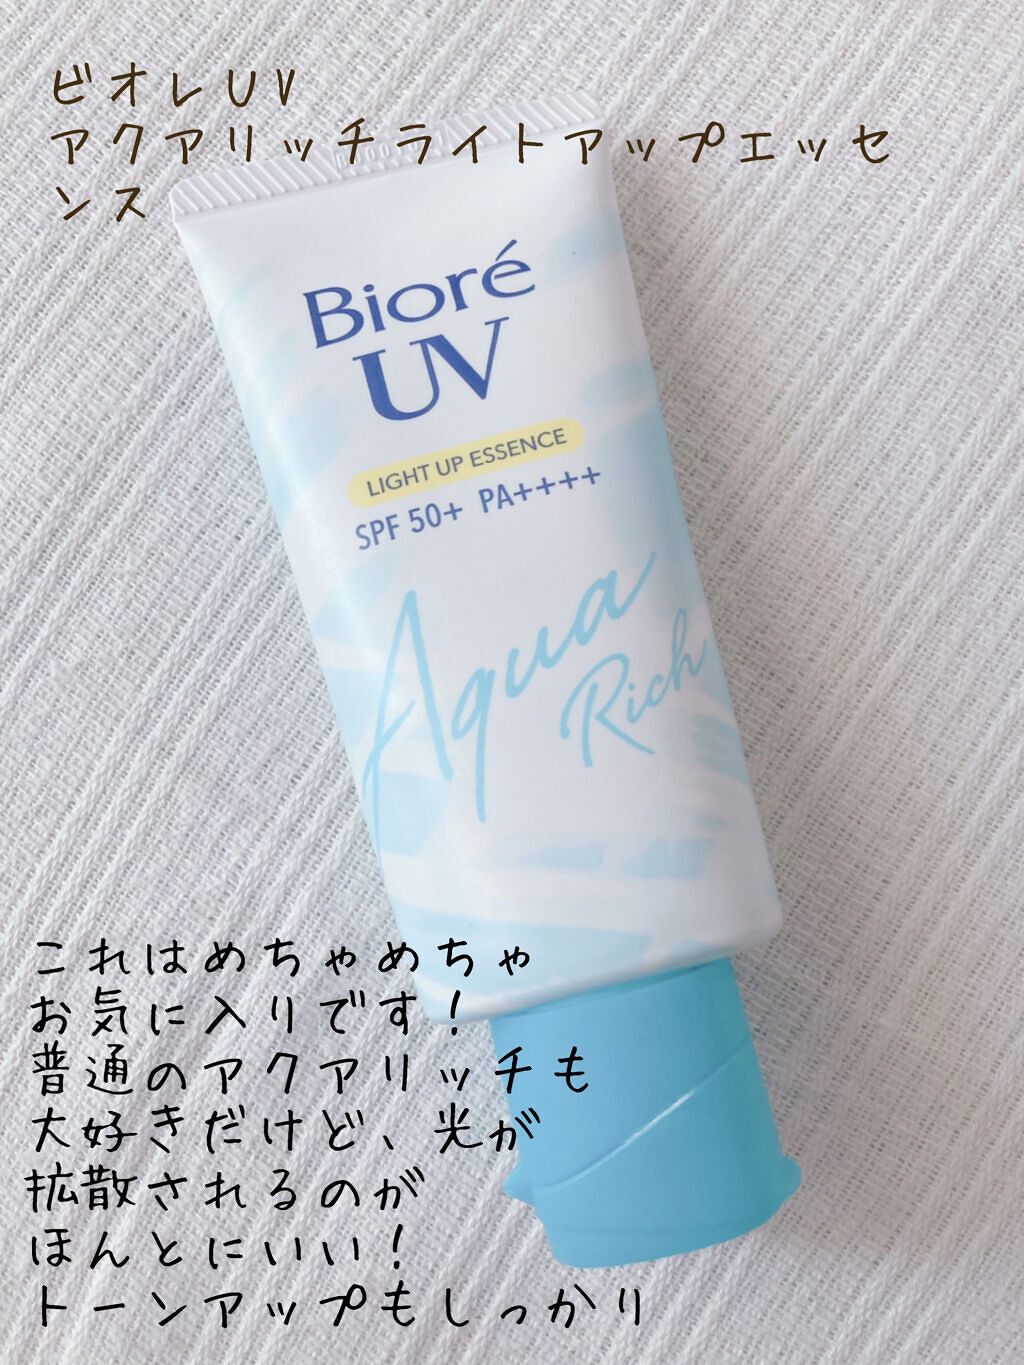 ビオレUV
アクアリッチライトアップエッセ
ンス
Bioré
UV
LIGHT UP ESSENCE
SPF 50+ PA++++
Aqua
Rich
これはめちゃめちゃ
お気に入りです!
普通のアクアリッチも
大好きだけど、光が
拡散されるのが
ほんとにいい!
トーンアップもしっかり